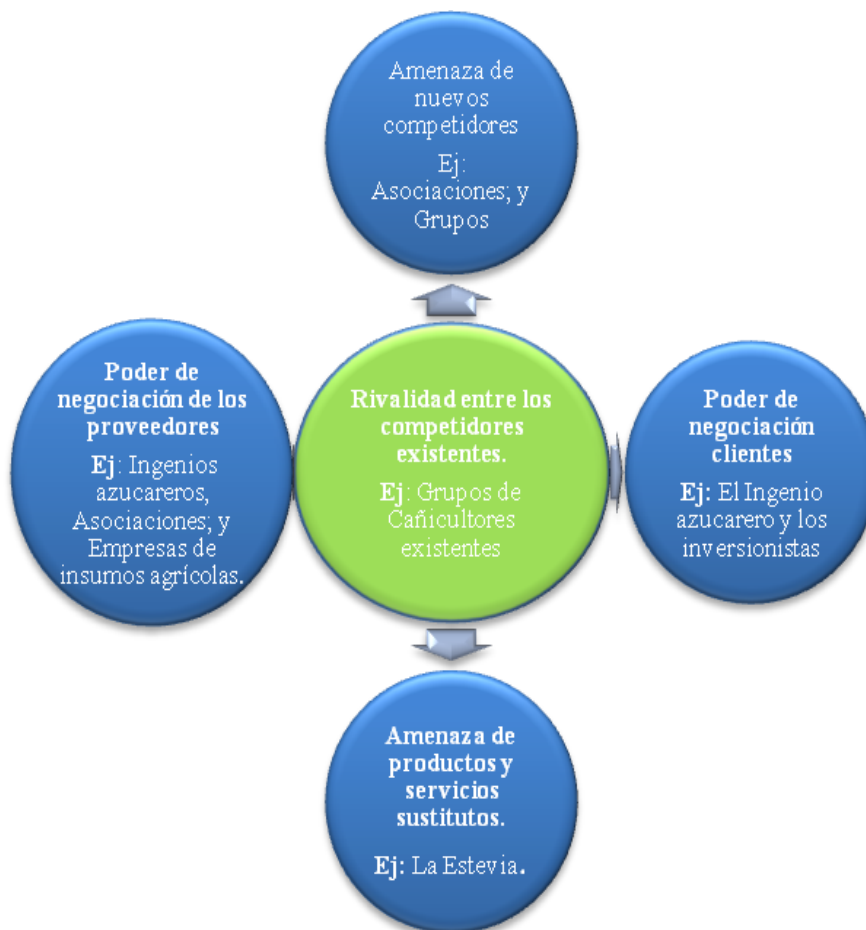 Amenaza de
nuevos
competidores
Ej:
Asociaciones; y
Grupos
Poder de
negociación de los
proveedores
Ej: Ingenios
azucareros,
Asociaciones; y
Empresas de
insumos agrícolas.
Rivalidad entre los
competidores
existentes.
Ej: Grupos de
Cañicultores
existentes
Poder de
negociación
clientes
Ej: El Ingenio
azucarero y los
inversionistas
Amenaza de
productos y
servicios
sustitutos.
Ej: La Estevia.